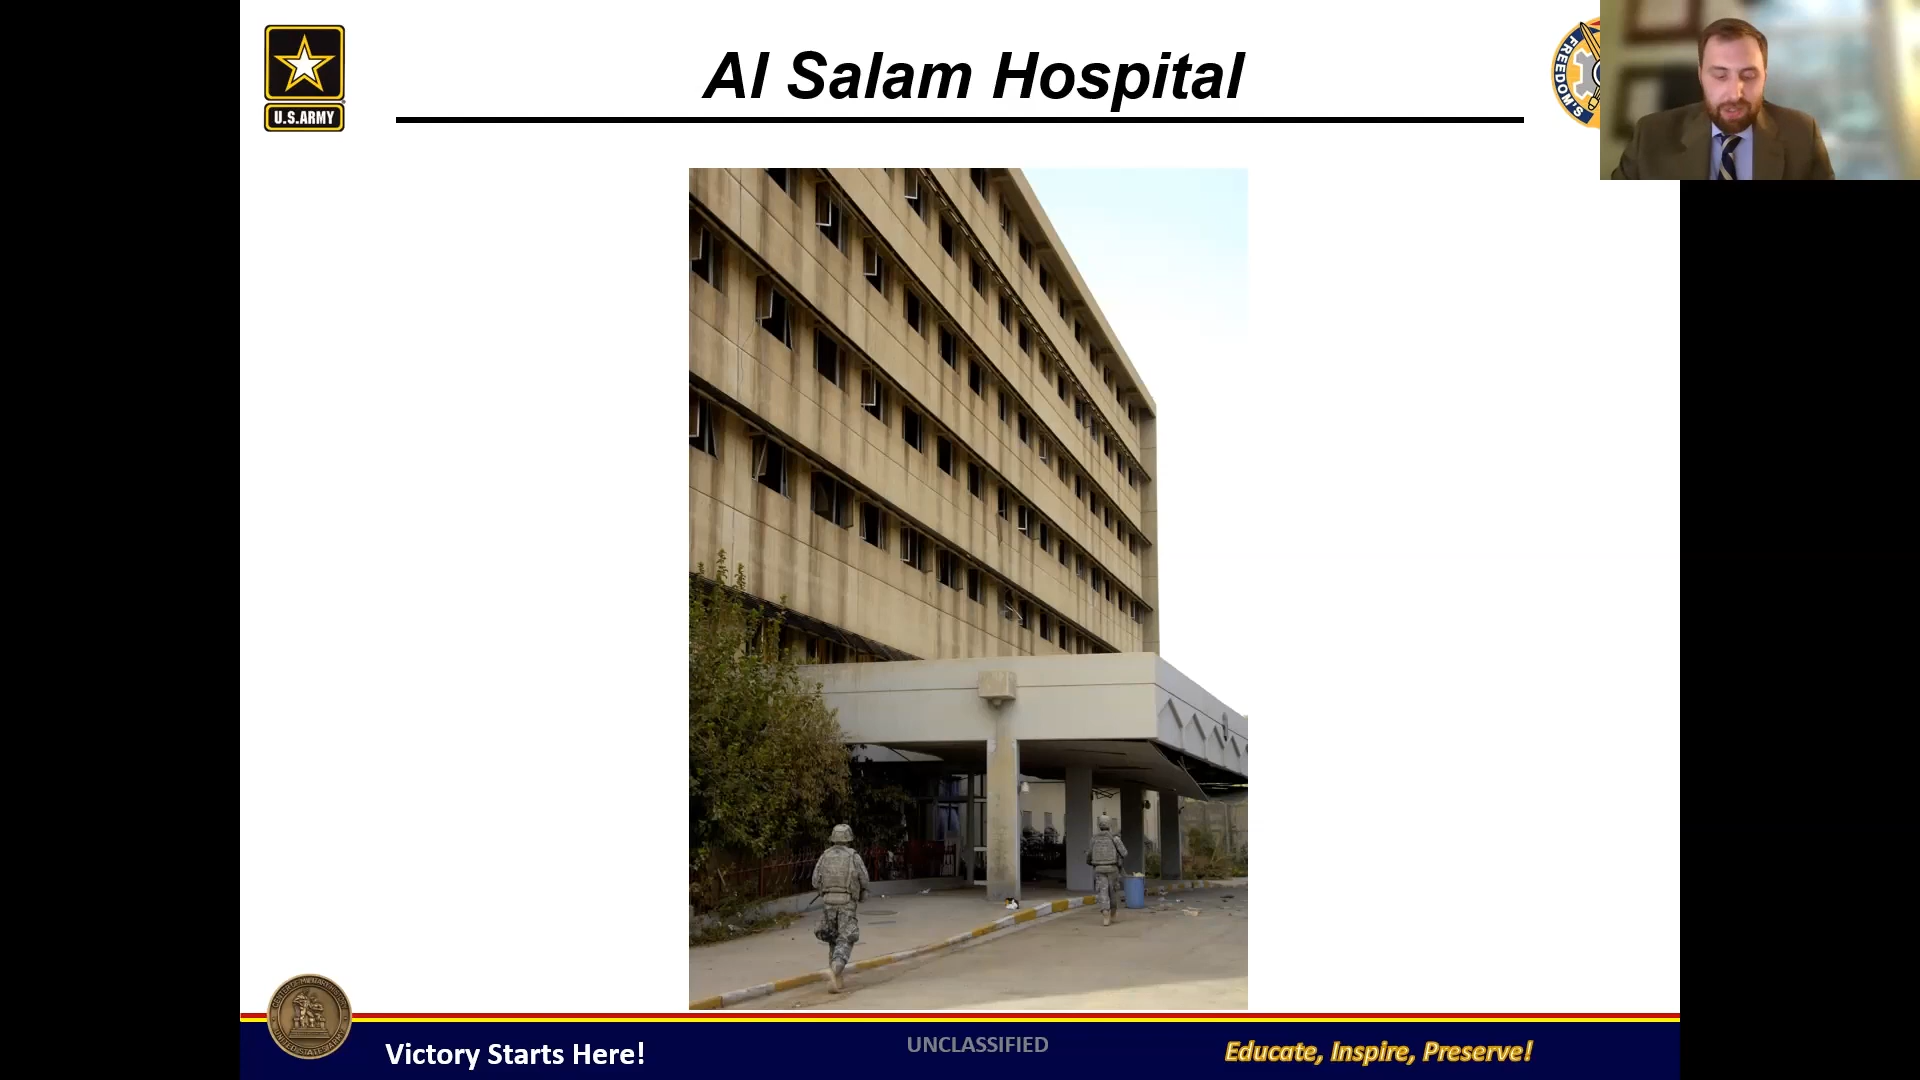 Al Salam Hospital
U.S.ARMY
FREEDOM'S
Victory Starts Here!
UNCLASSIFIED
Educate, Inspire, Preserve!